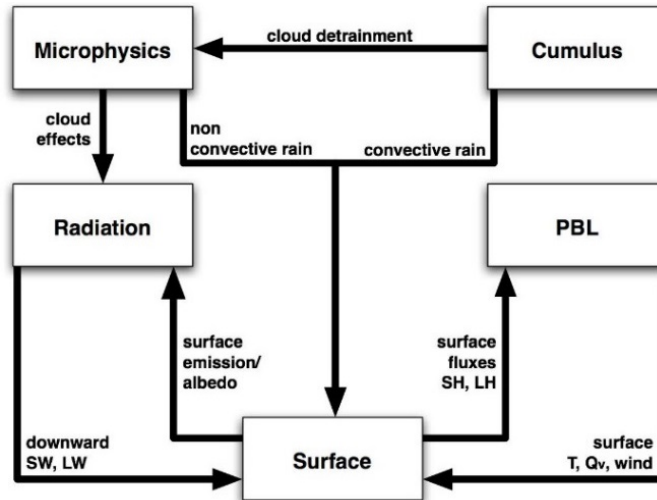 Microphysics
cloud detrainment
Cumulus
cloud
effects
non
convective rain
convective rain
Radiation
PBL
surface
emission/
albedo
surface
fluxes
SH, LH
downward
SW, LW
Surface
surface
T, Qv, wind